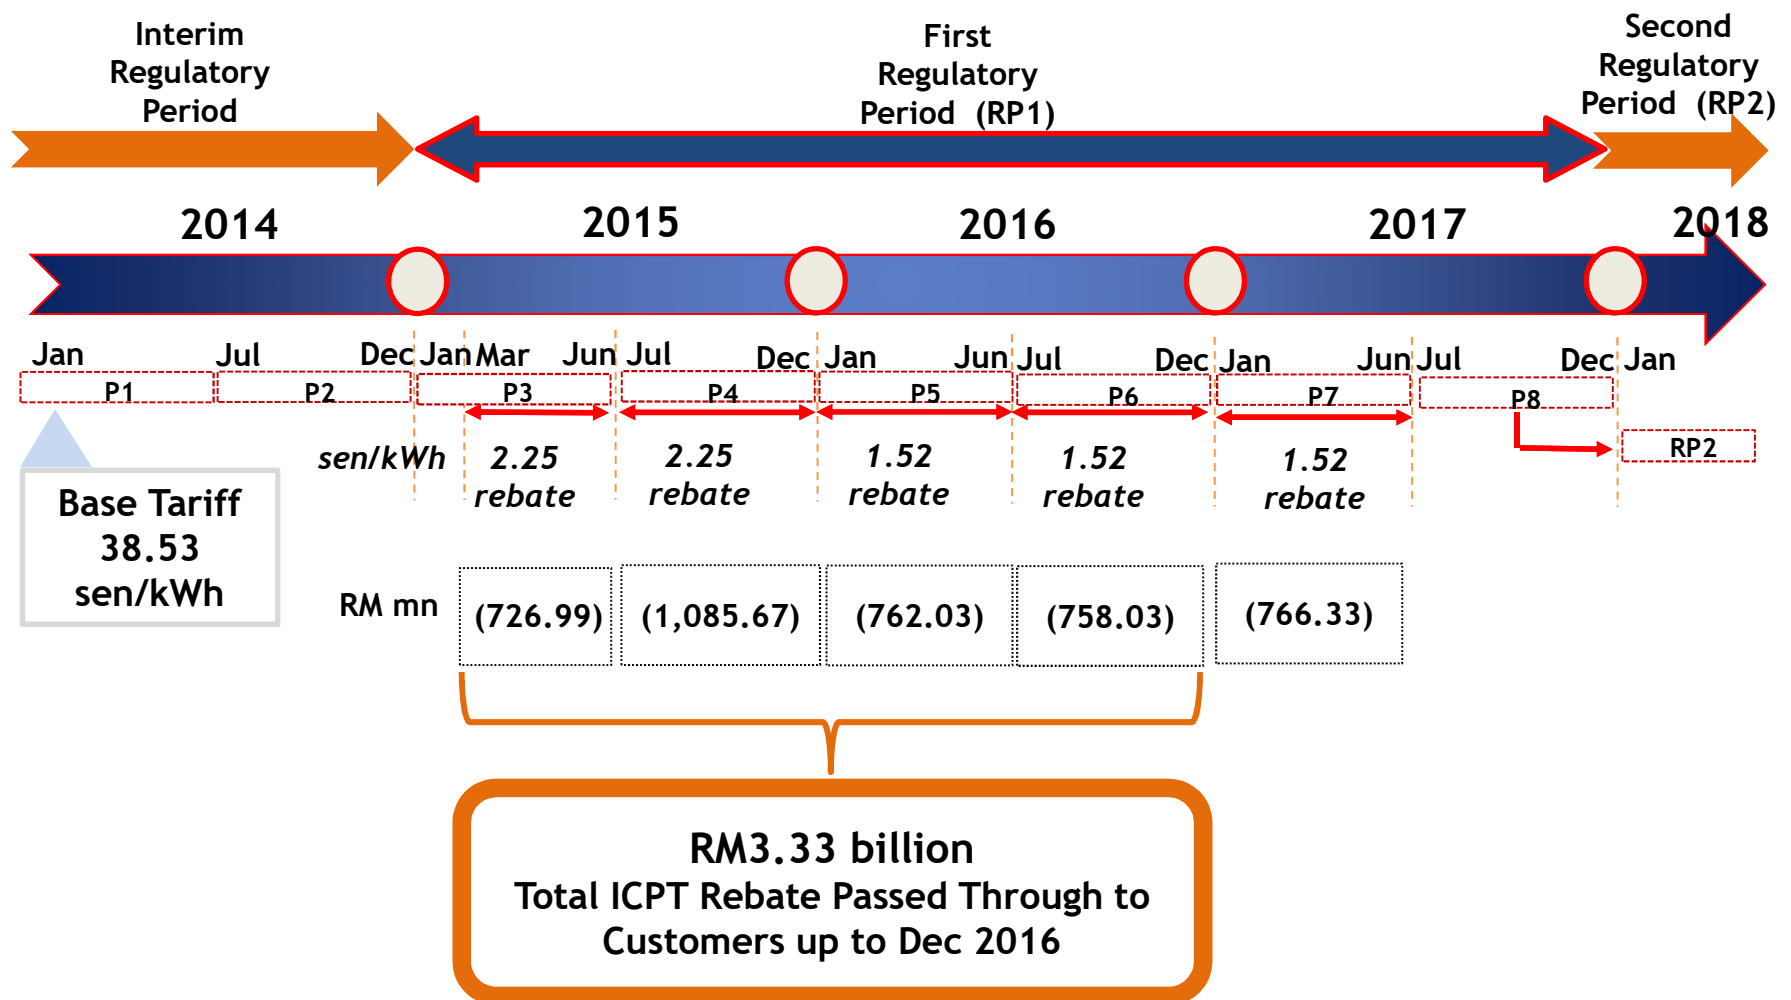 Interim
Regulatory
Period
First
Regulatory
Period (RP1)
Second
Regulatory
Period (RP2)
2014
2015
2016
2017
2018
Jan
Jul
Dec
Jan
Mar
Jun
Jul
Dec
Jan
Jun
Jul
Dec
Jan
Jun
Jul
Dec
Jan
P1
P2
P3
P4
P5
P6
P7
P8
RP2
sen/kWh
2.25
rebate
2.25
rebate
1.52
rebate
1.52
rebate
1.52
rebate
Base Tariff
38.53
sen/kWh
RM mn
(726.99)
(1,085.67)
(762.03)
(758.03)
(766.33)
RM3.33 billion
Total ICPT Rebate Passed Through to
Customers up to Dec 2016